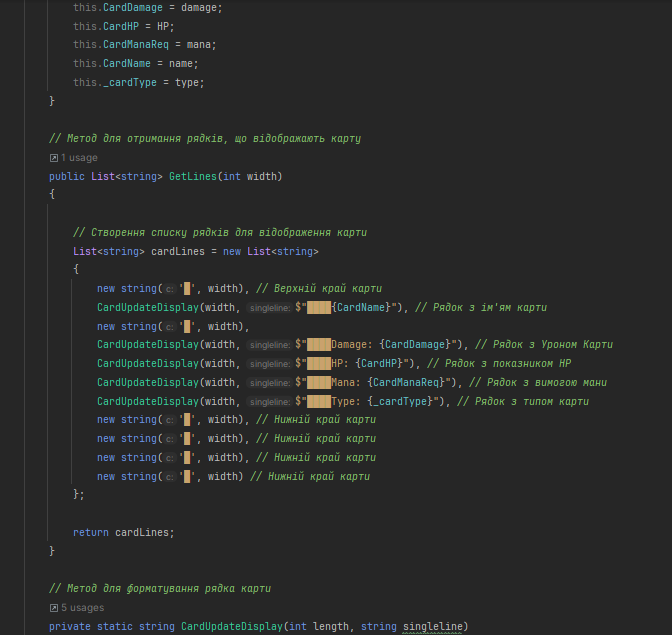 this.CardDamage = damage;
this.CardHP = HP;
this.CardManaReq = mana;
this.CardName = name;
this._cardType = type;
}
// Метод для отримання рядків, що відображають карту
1 usage
public List<string> GetLines(int width)
{
// Створення списку рядків для відображення карти
List<string> cardLines = new List<string>
{
new string(c: '█', width), // Верхній край карти
CardUpdateDisplay(width, singleline: $"████{CardName}"), // Рядок з ім'ям карти
new string(c: '█', width),
CardUpdateDisplay(width, singleline: $"████Damage: {CardDamage}"), // Рядок з Уроном Карти
CardUpdateDisplay(width, singleline: $"████HP: {CardHP}"), // Рядок з показником HP
CardUpdateDisplay(width, singleline: $"████Mana: {CardManaReq}"), // Рядок з вимогою мани
CardUpdateDisplay(width, singleline: $"████Type: {_cardType}"), // Рядок з типом карти
new string(c: '█', width), // Нижній край карти
new string(c: '█', width), // Нижній край карти
new string(c: '█', width), // Нижній край карти
new string(c: '█', width) // Нижній край карти
};
return cardLines;
}
// Метод для форматування рядка карти
5 usages
private static string CardUpdateDisplay(int length, string singleline)